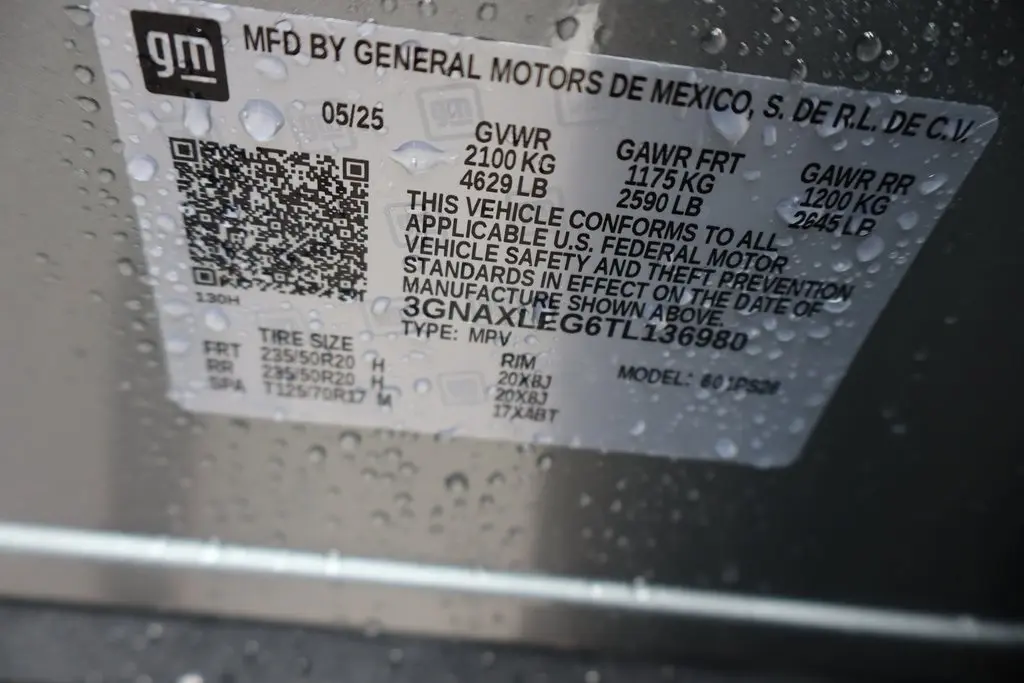 gm
MFD BY GENERAL MOTORS DE MEXICO, S. DE R.L. DE C.V.
05/25
GVWR
2100 KG
4629 LB
GAWR FRT
1175 KG
2590 LB
GAWR RR
1200 KG
2645 LB
THIS VEHICLE CONFORMS TO ALL
APPLICABLE U.S. FEDERAL MOTOR
VEHICLE SAFETY AND THEFT PREVENTION
STANDARDS IN EFFECT ON THE DATE OF
MANUFACTURE SHOWN ABOVE.
3GNAXLEG6TL136980
TYPE: MPV
130H
TIRE SIZE
RIM
FRT 235/50R20 H 20X8J
RR 235/50R20 H 20X8J
SPA T125/70R17 M 17X4BT
MODEL: